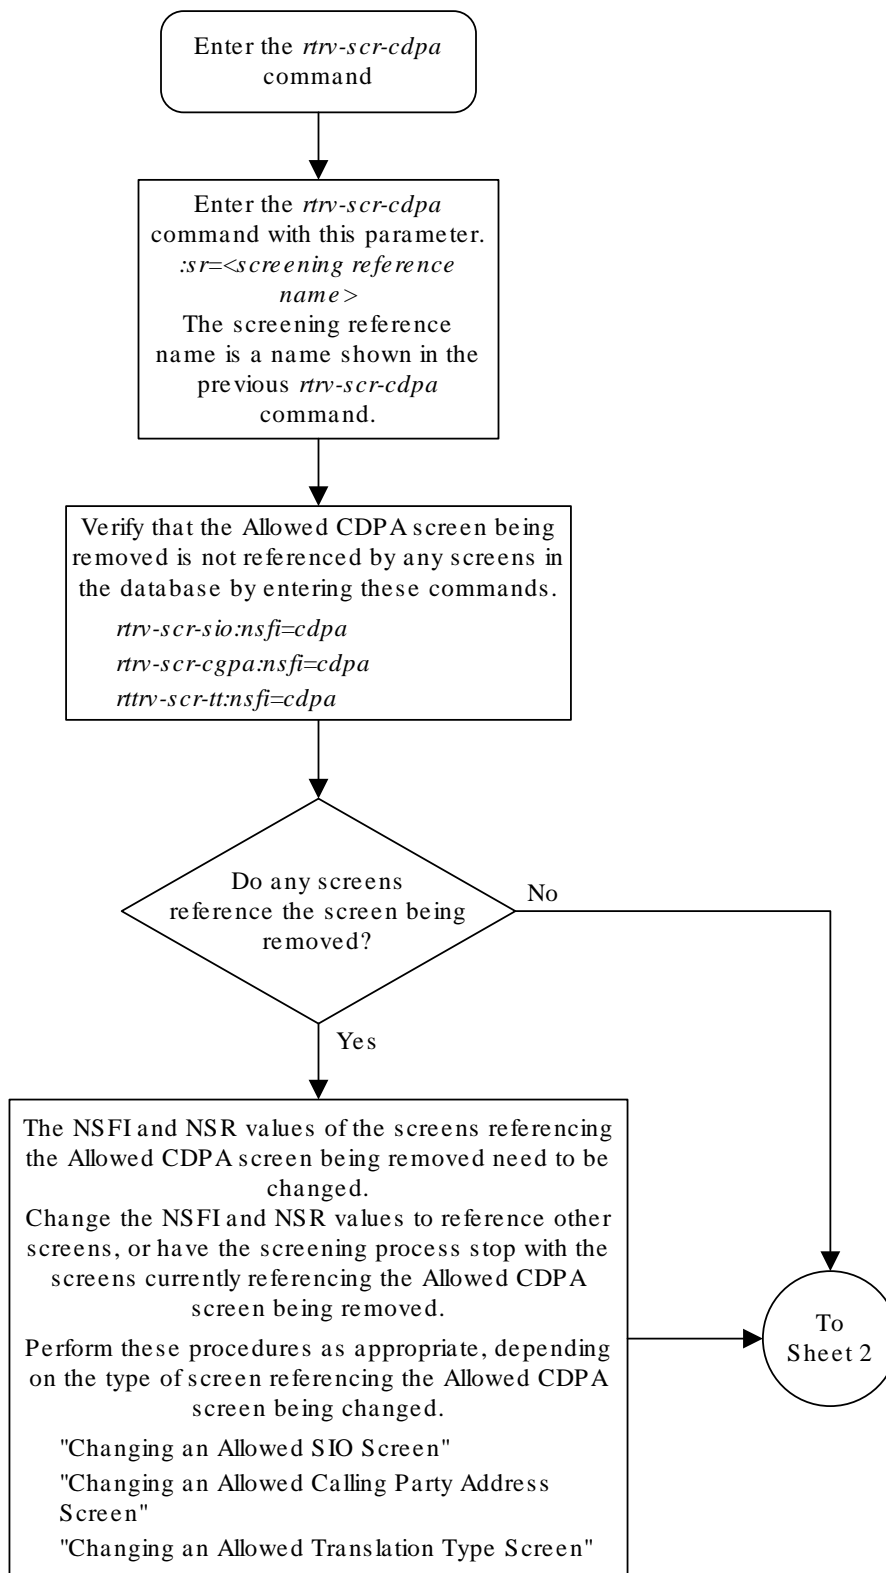 Enter the rtrv-scr-cdpa
command
Enter the rtrv-scr-cdpa
command with this parameter.
:sr=<screening reference
name>
The screening reference
name is a name shown in the
previous rtrv-scr-cdpa
command.
Verify that the Allowed CDPA screen being
removed is not referenced by any screens in
the database by entering these commands.
rtrv-scr-sio:nsfi=cdpa
rtrv-scr-cgpa:nsfi=cdpa
rttrv-scr-tt:nsfi=cdpa
Do any screens
reference the screen being
removed?
No
Yes
The NSFI and NSR values of the screens referencing
the Allowed CDPA screen being removed need to be
changed.
Change the NSFI and NSR values to reference other
screens, or have the screening process stop with the
screens currently referencing the Allowed CDPA
screen being removed.
Perform these procedures as appropriate, depending
on the type of screen referencing the Allowed CDPA
screen being changed.
"Changing an Allowed SIO Screen"
"Changing an Allowed Calling Party Address
Screen"
"Changing an Allowed Translation Type Screen"
To
Sheet 2